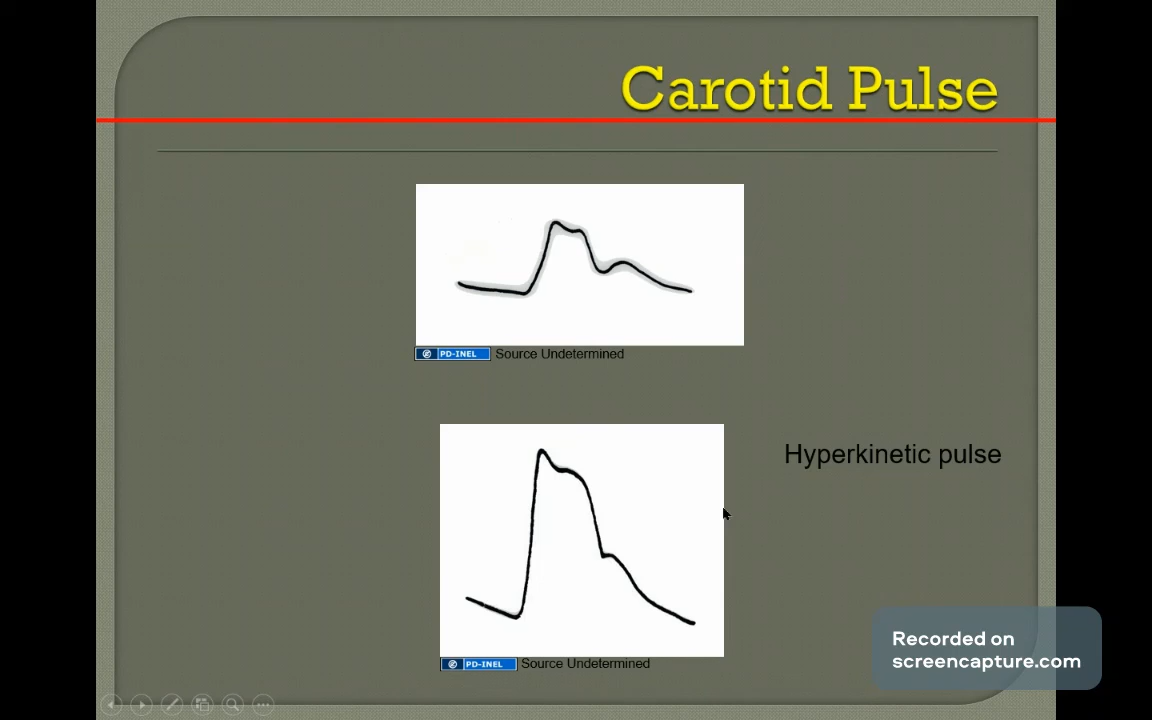 Carotid Pulse
PD-INEL Source Undetermined
Hyperkinetic pulse
PD-INEL Source Undetermined
Recorded on
screencapture.com